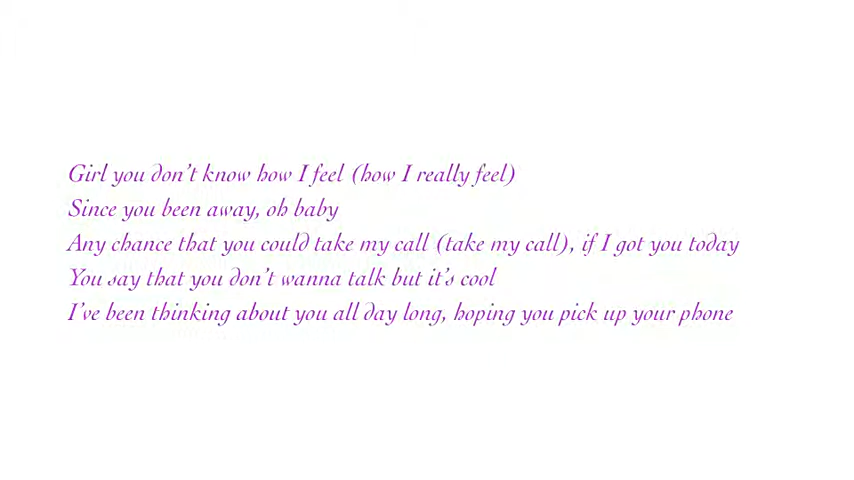 Girl you don't know how I feel (how I really feel)
Since you been away, oh baby
Any chance that you could take my call (take my call), if I got you today
You say that you don't wanna talk but it's cool
I've been thinking about you all day long, hoping you pick up your phone